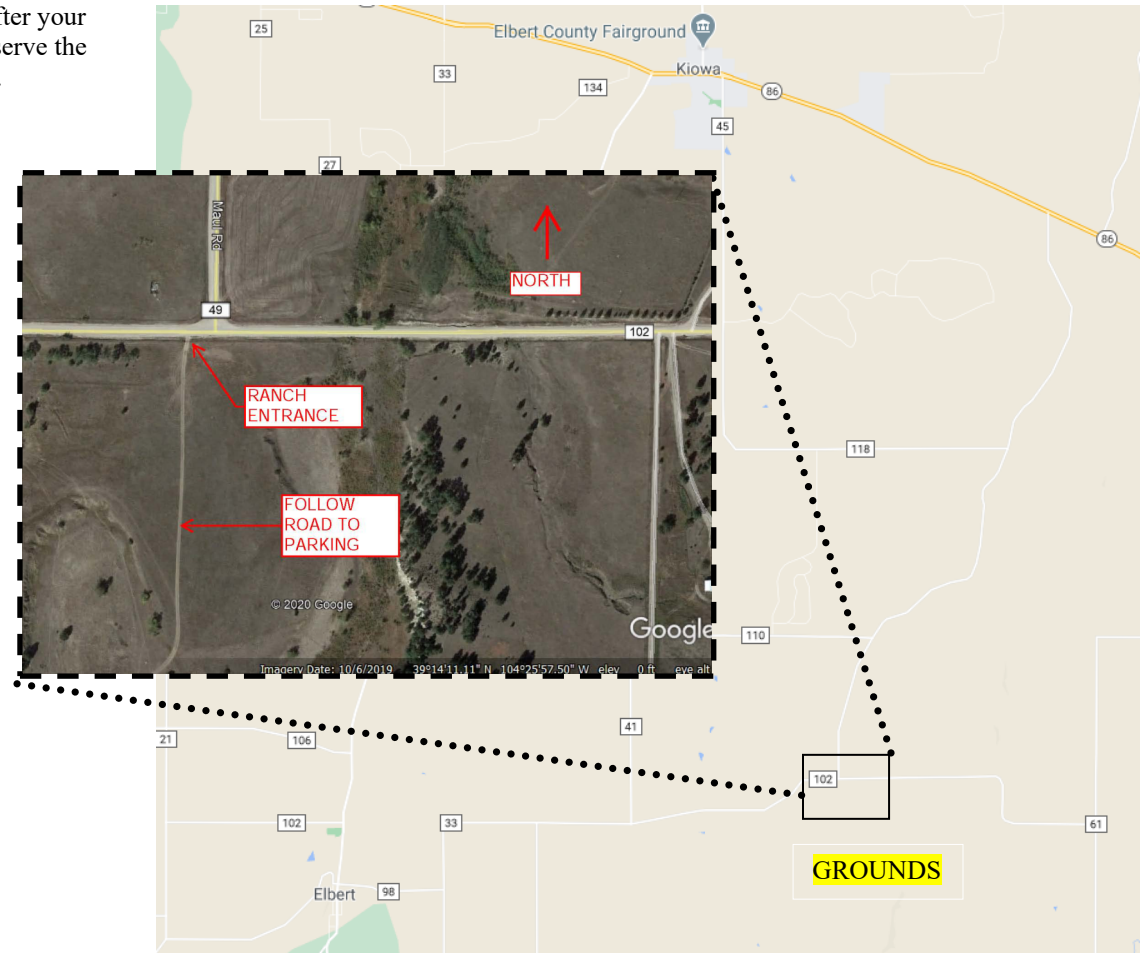 fter your
serve the
25
Elbert County Fairground
33
Kiowa
134
86
45
27
Maul Rd
NORTH
86
49
102
RANCH
ENTRANCE
118
FOLLOW
ROAD TO
PARKING
© 2020 Google
Google
110
Imagery Date: 10/6/2019 39°14'11.11" N 104°25'57.50" W elev 0 ft eye alt
41
21
106
102
102
33
61
GROUNDS
Elbert
98